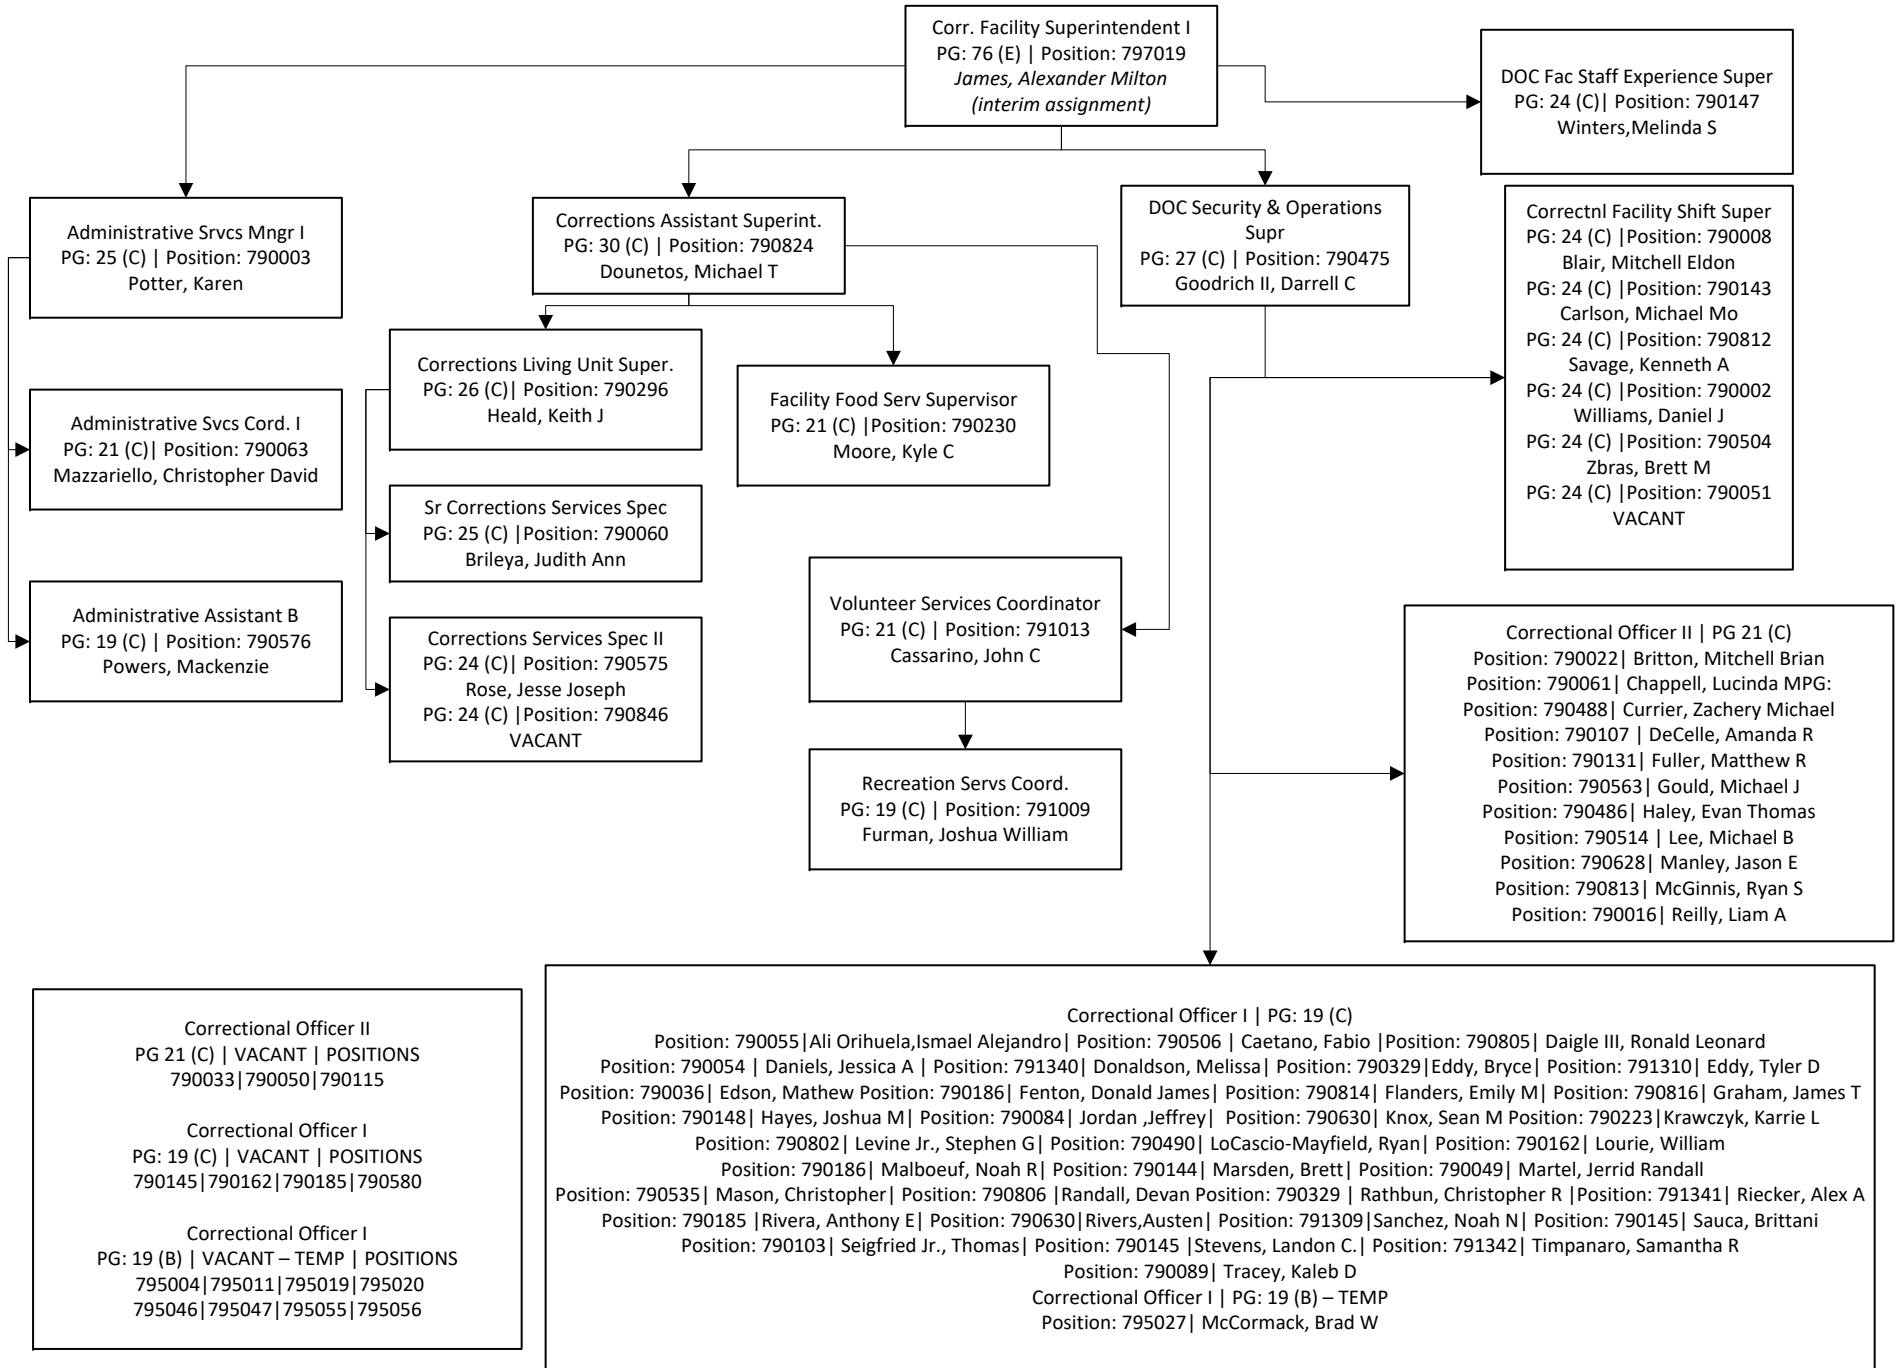 Corr. Facility Superintendent I
PG: 76 (E) | Position: 797019
James, Alexander Milton
(interim assignment)
DOC Fac Staff Experience Super
PG: 24 (C)| Position: 790147
Winters,Melinda S
Administrative Srvcs Mngr I
PG: 25 (C) | Position: 790003
Potter, Karen
Corrections Assistant Superint.
PG: 30 (C) | Position: 790824
Dounetos, Michael T
DOC Security & Operations
Supr
PG: 27 (C) | Position: 790475
Goodrich II, Darrell C
Correctnl Facility Shift Super
PG: 24 (C) |Position: 790008
Blair, Mitchell Eldon
PG: 24 (C) |Position: 790143
Carlson, Michael Mo
PG: 24 (C) |Position: 790812
Savage, Kenneth A
PG: 24 (C) |Position: 790002
Williams, Daniel J
PG: 24 (C) |Position: 790504
Zbras, Brett M
PG: 24 (C) |Position: 790051
VACANT
Administrative Svcs Cord. I
PG: 21 (C)| Position: 790063
Mazzariello, Christopher David
Corrections Living Unit Super.
PG: 26 (C)| Position: 790296
Heald, Keith J
Facility Food Serv Supervisor
PG: 21 (C) |Position: 790230
Moore, Kyle C
Sr Corrections Services Spec
PG: 25 (C) |Position: 790060
Brileya, Judith Ann
Administrative Assistant B
PG: 19 (C) | Position: 790576
Powers, Mackenzie
Corrections Services Spec II
PG: 24 (C)| Position: 790575
Rose, Jesse Joseph
PG: 24 (C) |Position: 790846
VACANT
Volunteer Services Coordinator
PG: 21 (C) | Position: 791013
Cassarino, John C
Recreation Servs Coord.
PG: 19 (C) | Position: 791009
Furman, Joshua William
Correctional Officer II | PG 21 (C)
Position: 790022| Britton, Mitchell Brian
Position: 790061| Chappell, Lucinda MPG:
Position: 790488| Currier, Zachery Michael
Position: 790107 | DeCelle, Amanda R
Position: 790131| Fuller, Matthew R
Position: 790563| Gould, Michael J
Position: 790486| Haley, Evan Thomas
Position: 790514 | Lee, Michael B
Position: 790628| Manley, Jason E
Position: 790813| McGinnis, Ryan S
Position: 790016| Reilly, Liam A
Correctional Officer II
PG 21 (C) | VACANT | POSITIONS
790033|790050|790115
Correctional Officer I
PG: 19 (C) | VACANT | POSITIONS
790145|790162|790185|790580
Correctional Officer I
PG: 19 (B) | VACANT – TEMP | POSITIONS
795004|795011|795019|795020
795046|795047|795055|795056
Correctional Officer I | PG: 19 (C)
Position: 790055|Ali Orihuela,Ismael Alejandro| Position: 790506 | Caetano, Fabio |Position: 790805| Daigle III, Ronald Leonard
Position: 790054 | Daniels, Jessica A | Position: 791340| Donaldson, Melissa| Position: 790329|Eddy, Bryce| Position: 791310| Eddy, Tyler D
Position: 790036| Edson, Mathew Position: 790186| Fenton, Donald James| Position: 790814| Flanders, Emily M| Position: 790816| Graham, James T
Position: 790148| Hayes, Joshua M| Position: 790084| Jordan ,Jeffrey| Position: 790630| Knox, Sean M Position: 790223|Krawczyk, Karrie L
Position: 790802| Levine Jr., Stephen G| Position: 790490| LoCascio-Mayfield, Ryan| Position: 790162| Lourie, William
Position: 790186| Malboeuf, Noah R| Position: 790144| Marsden, Brett| Position: 790049| Martel, Jerrid Randall
Position: 790535| Mason, Christopher| Position: 790806 |Randall, Devan Position: 790329 | Rathbun, Christopher R |Position: 791341| Riecker, Alex A
Position: 790185 |Rivera, Anthony E| Position: 790630|Rivers,Austen| Position: 791309|Sanchez, Noah N| Position: 790145| Sauca, Brittani
Position: 790103| Seigfried Jr., Thomas| Position: 790145 |Stevens, Landon C.| Position: 791342| Timpanaro, Samantha R
Position: 790089| Tracey, Kaleb D
Correctional Officer I | PG: 19 (B) – TEMP
Position: 795027| McCormack, Brad W